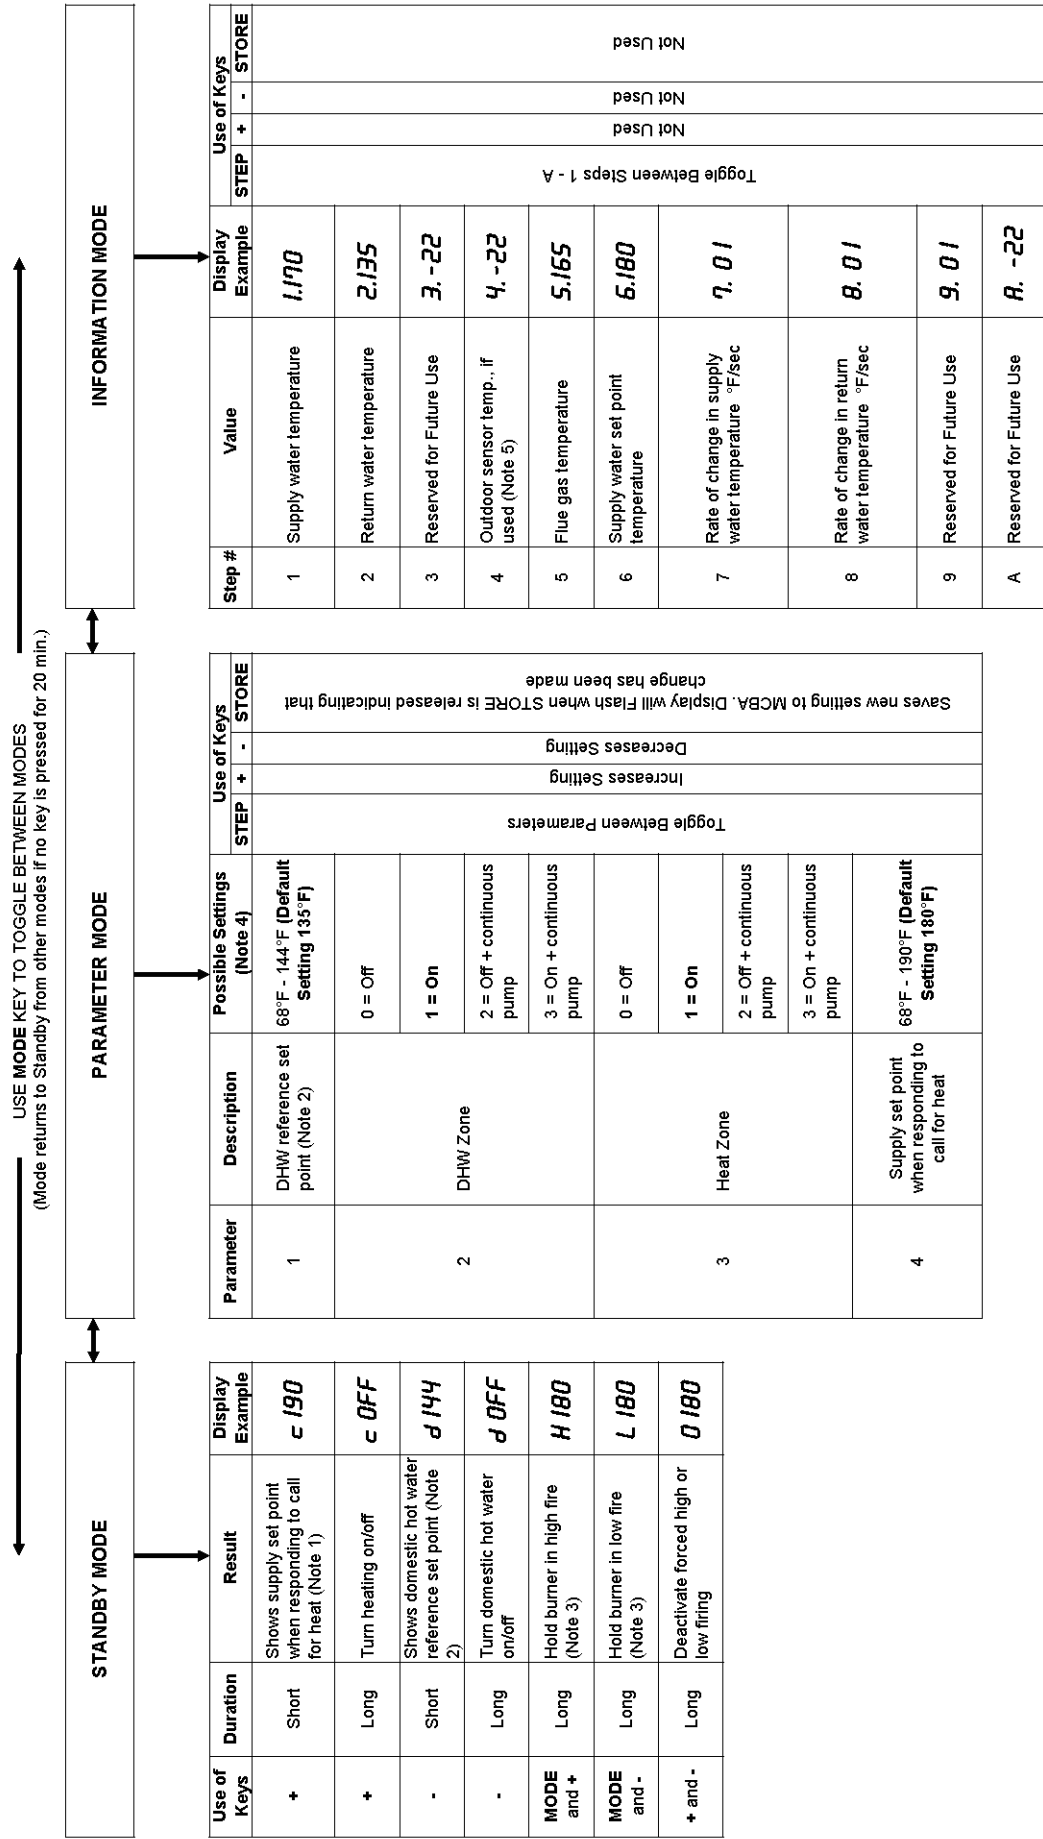 USE MODE KEY TO TOGGLE BETWEEN MODES
(Mode returns to Standby from other modes if no key is pressed for 20 min.)
STANDBY MODE
Use of Keys
Duration
Result
Display Example
+
Short
Shows supply set point
when responding to call
for heat (Note 1)
c 190
+
Long
Turn heating on/off
c OFF
-
Short
Shows domestic hot water
reference set point (Note
2)
d 144
-
Long
Turn domestic hot water
on/off
d OFF
MODE
and +
Long
Hold burner in high fire
(Note 3)
H 180
MODE
and -
Long
Hold burner in low fire
(Note 3)
L 180
+ and -
Long
Deactivate forced high or
low firing
0 180
PARAMETER MODE
Parameter
Description
Possible Settings
(Note 4)
Use of Keys
STEP
+
-
STORE
1
DHW reference set
point (Note 2)
68°F - 144°F (Default
Setting 135°F)
2
DHW Zone
0 = Off
1 = On
2 = Off + continuous
pump
3 = On + continuous
pump
3
Heat Zone
0 = Off
1 = On
2 = Off + continuous
pump
3 = On + continuous
pump
4
Supply set point
when responding to
call for heat
68°F - 190°F (Default
Setting 180°F)
Toggle Between Parameters
Increases Setting
Decreases Setting
Saves new setting to MCBA. Display will Flash when STORE is released indicating that
change has been made
INFORMATION MODE
Step #
Value
Display
Example
Use of Keys
STEP
+
-
STORE
1
Supply water temperature
1.170
2
Return water temperature
2.135
3
Reserved for Future Use
3. -22
4
Outdoor sensor temp., if
used (Note 5)
4. -22
5
Flue gas temperature
5.165
6
Supply water set point
temperature
6.180
7
Rate of change in supply
water temperature °F/sec
7. 01
8
Rate of change in return
water temperature °F/sec
8. 01
9
Reserved for Future Use
9. 01
A
Reserved for Future Use
A. -22
Toggle Between Steps 1 - A
Not Used
Not Used
Not Used